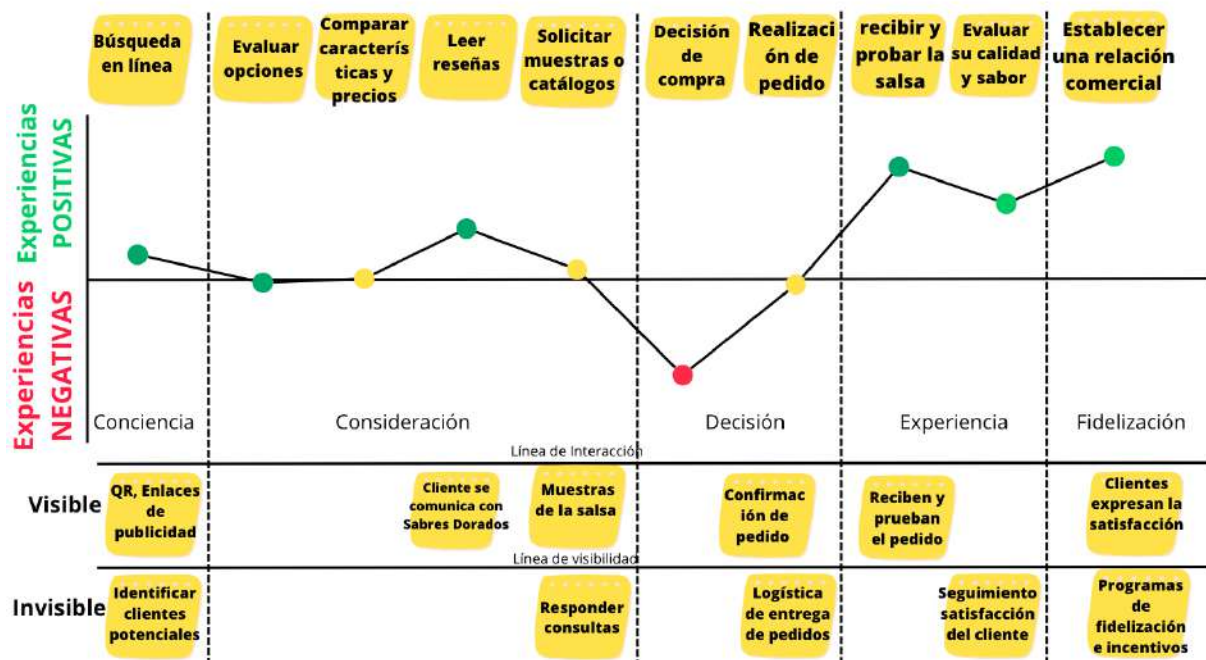 Búsqueda
en línea
Evaluar
opciones
Comparar
caracterís
ticas y
precios
Leer
reseñas
Solicitar
muestras o
catálogos
Decisión
de
compra
Realizaci
ón de
pedido
recibir y
probar la
salsa
Evaluar
su calidad
y sabor
Establecer
una relación
comercial
Experiencias
POSITIVAS
Experiencias
NEGATIVAS
Conciencia
Consideración
Decisión
Experiencia
Fidelización
Línea de Interacción
Visible
QR, Enlaces
de
publicidad
Cliente se
comunica con
Sabres Dorados
Muestras
de la salsa
Confirmac
ión de
pedido
Reciben y
prueban
el pedido
Clientes
expresan la
satisfacción
Línea de visibilidad
Invisible
Identificar
clientes
potenciales
Responder
consultas
Logística
de entrega
de pedidos
Seguimiento
satisfacción
del cliente
Programas
de
fidelización
e incentivos